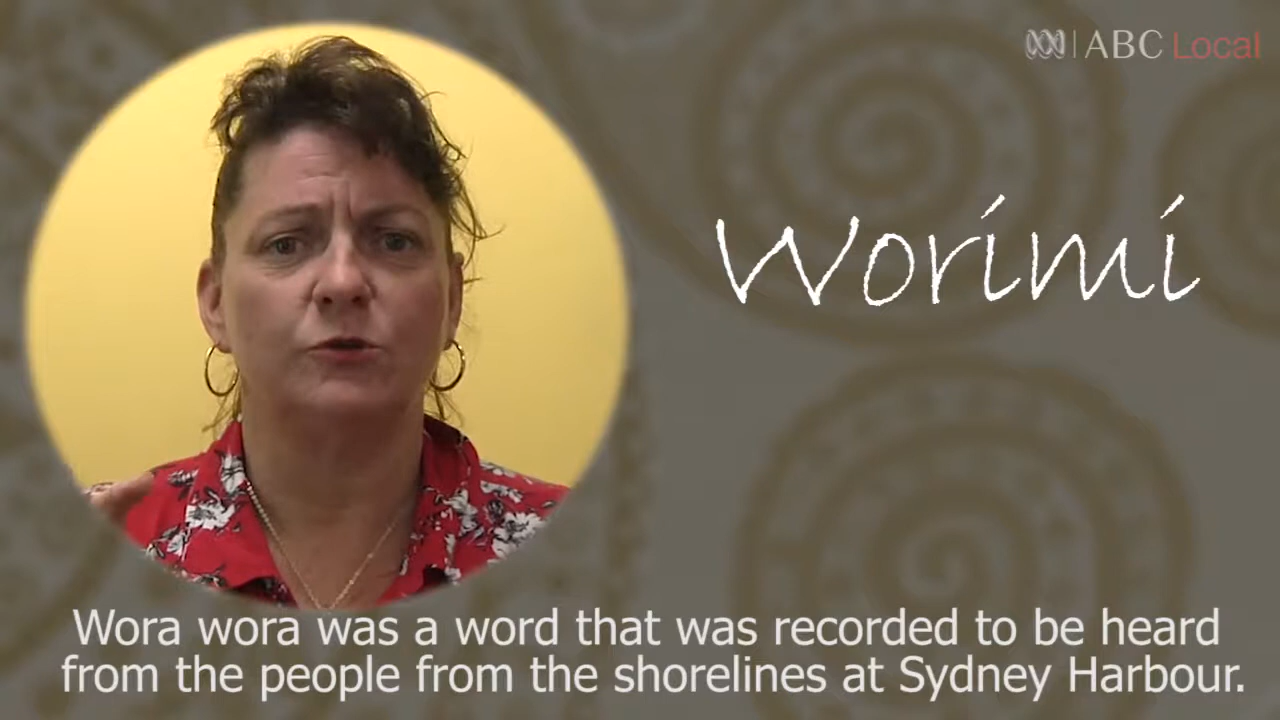 ABC Local
Worimi
Wora wora was a word that was recorded to be heard
from the people from the shorelines at Sydney Harbour.